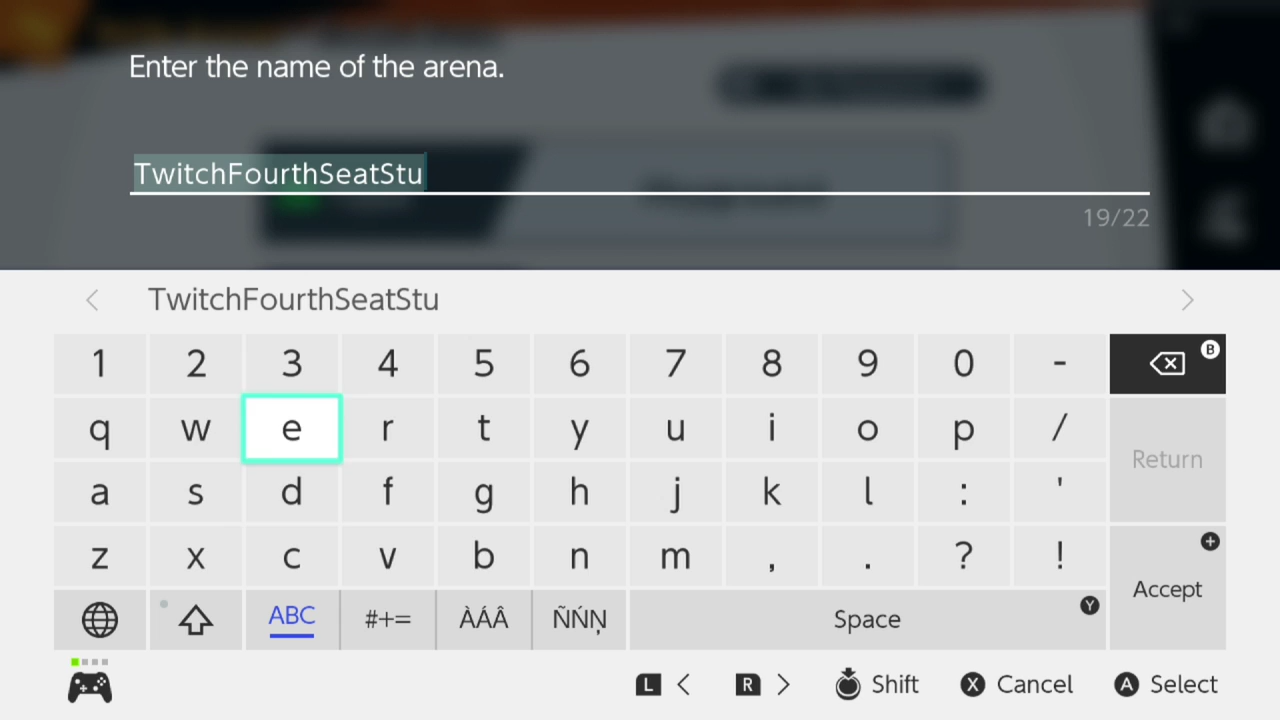 Enter the name of the arena.
TwitchFourthSeatStu
19/22
TwitchFourthSeatStu
1 2 3 4 5 6 7 8 9 0 - B
q w e r t y u i o p / Return
a s d f g h j k l : '
z x c v b n m , . ? ! + Accept
ABC #+= ÀÁÂ ÑŃŅ Space Y
L < R > Shift X Cancel A Select